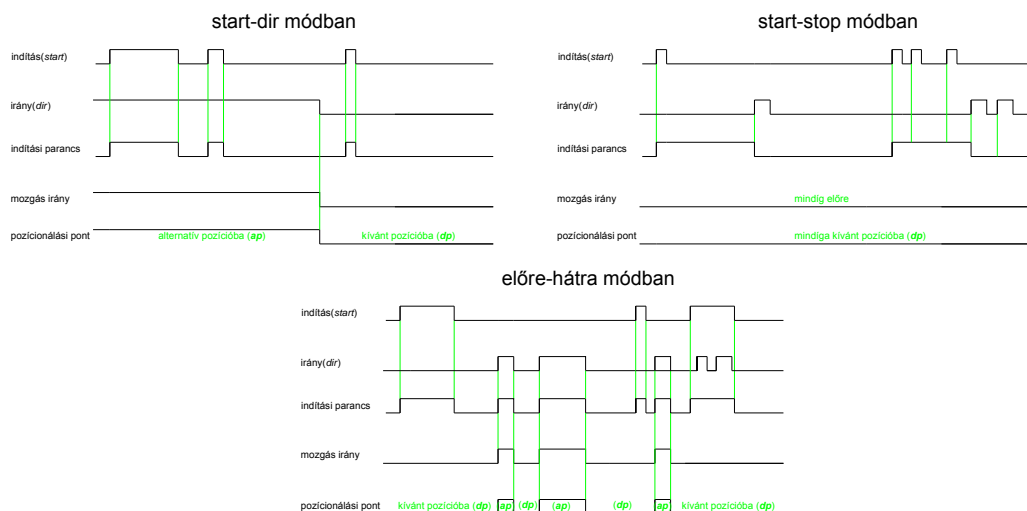 start-dir módban
indítás(start)
irány(dir)
indítási parancs
mozgás irány
pozícionálási pont
alternatív pozícióba (ap)
kívánt pozícióba (dp)
start-stop módban
indítás(start)
irány(dir)
indítási parancs
mozgás irány
mindíg előre
pozícionálási pont
mindíga kívánt pozícióba (dp)
előre-hátra módban
indítás(start)
irány(dir)
indítási parancs
mozgás irány
pozícionálási pont
kívánt pozícióba (dp)
(ap)
(dp)
(ap)
(dp)
(ap)
kívánt pozícióba (dp)